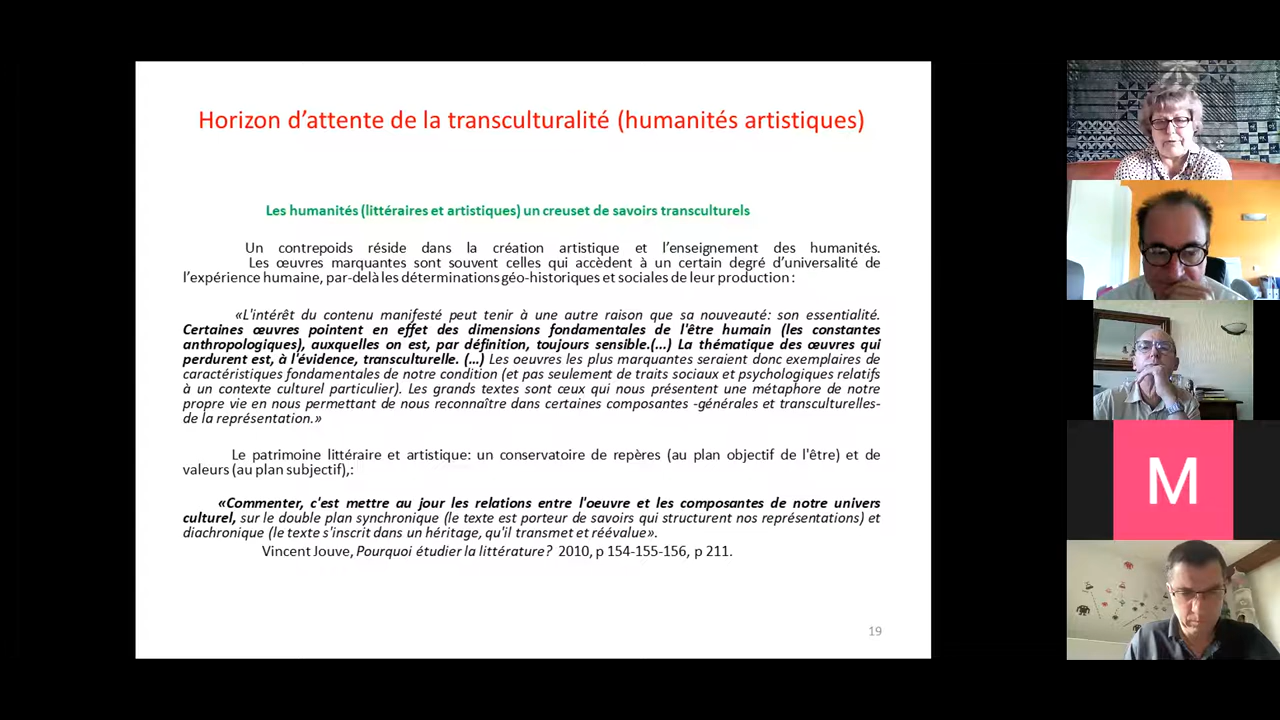 Horizon d’attente de la transculturalité (humanités artistiques)
Les humanités (littéraires et artistiques) un creuset de savoirs transculturels
Un contrepoids réside dans la création artistique et l’enseignement des humanités.
Les œuvres marquantes sont souvent celles qui accèdent à un certain degré d’universalité de
l’expérience humaine, par-delà les déterminations géo-historiques et sociales de leur production :
«L'intérêt du contenu manifesté peut tenir à une autre raison que sa nouveauté: son essentialité.
Certaines œuvres pointent en effet des dimensions fondamentales de l'être humain (les constantes
anthropologiques), auxquelles on est, par définition, toujours sensible.(...) La thématique des œuvres qui
perdurent est, à l'évidence, transculturelle. (...) Les oeuvres les plus marquantes seraient donc exemplaires de
caractéristiques fondamentales de notre condition (et pas seulement de traits sociaux et psychologiques relatifs
à un contexte culturel particulier). Les grands textes sont ceux qui nous présentent une métaphore de notre
propre vie en nous permettant de nous reconnaître dans certaines composantes -générales et transculturelles-
de la représentation.»
Le patrimoine littéraire et artistique: un conservatoire de repères (au plan objectif de l'être) et de
valeurs (au plan subjectif),:
«Commenter, c'est mettre au jour les relations entre l'oeuvre et les composantes de notre univers
culturel, sur le double plan synchronique (le texte est porteur de savoirs qui structurent nos représentations) et
diachronique (le texte s'inscrit dans un héritage, qu'il transmet et réévalue».
Vincent Jouve, Pourquoi étudier la littérature? 2010, p 154-155-156, p 211.
19
M